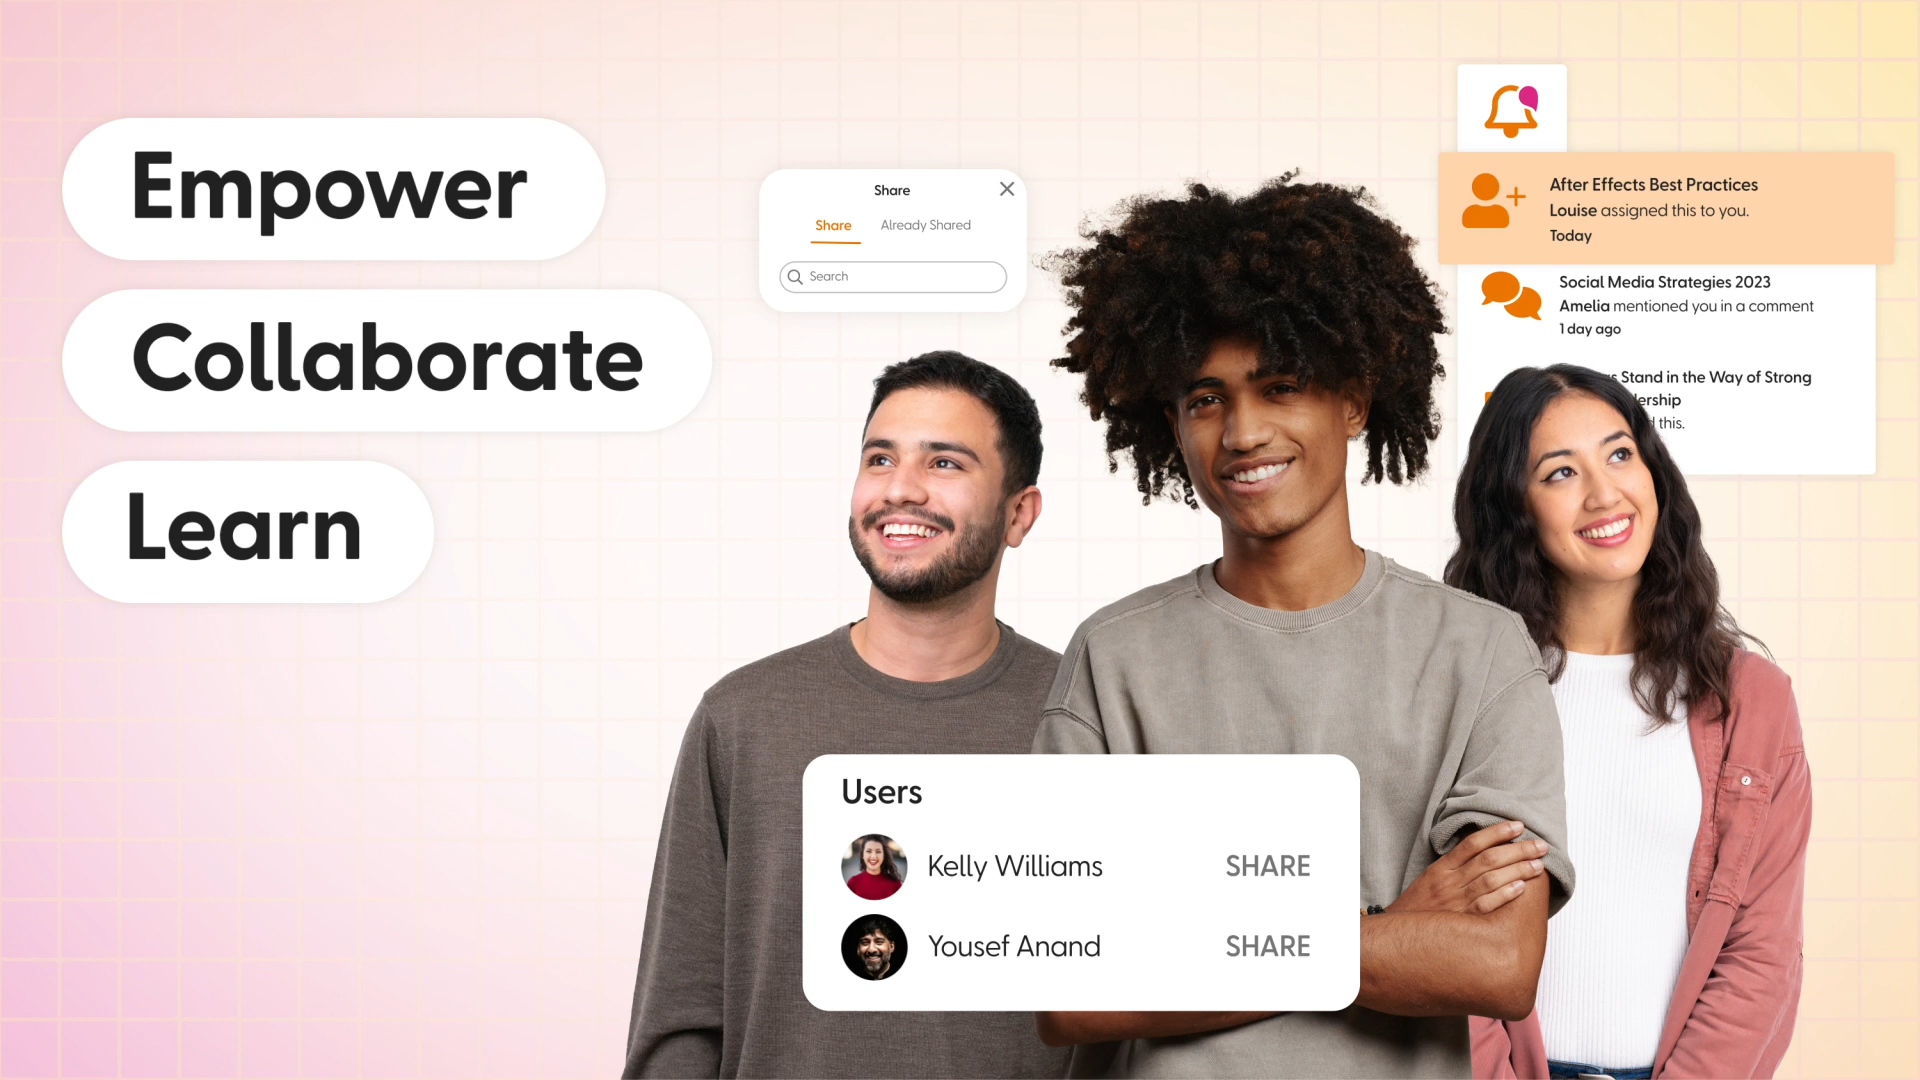 Empower
Collaborate
Learn
Share
Share
Already Shared
Search
After Effects Best Practices
Louise assigned this to you.
Today
Social Media Strategies 2023
Amelia mentioned you in a comment
1 day ago
Stand in the Way of Strong
this.
Users
Kelly Williams
SHARE
Yousef Anand
SHARE